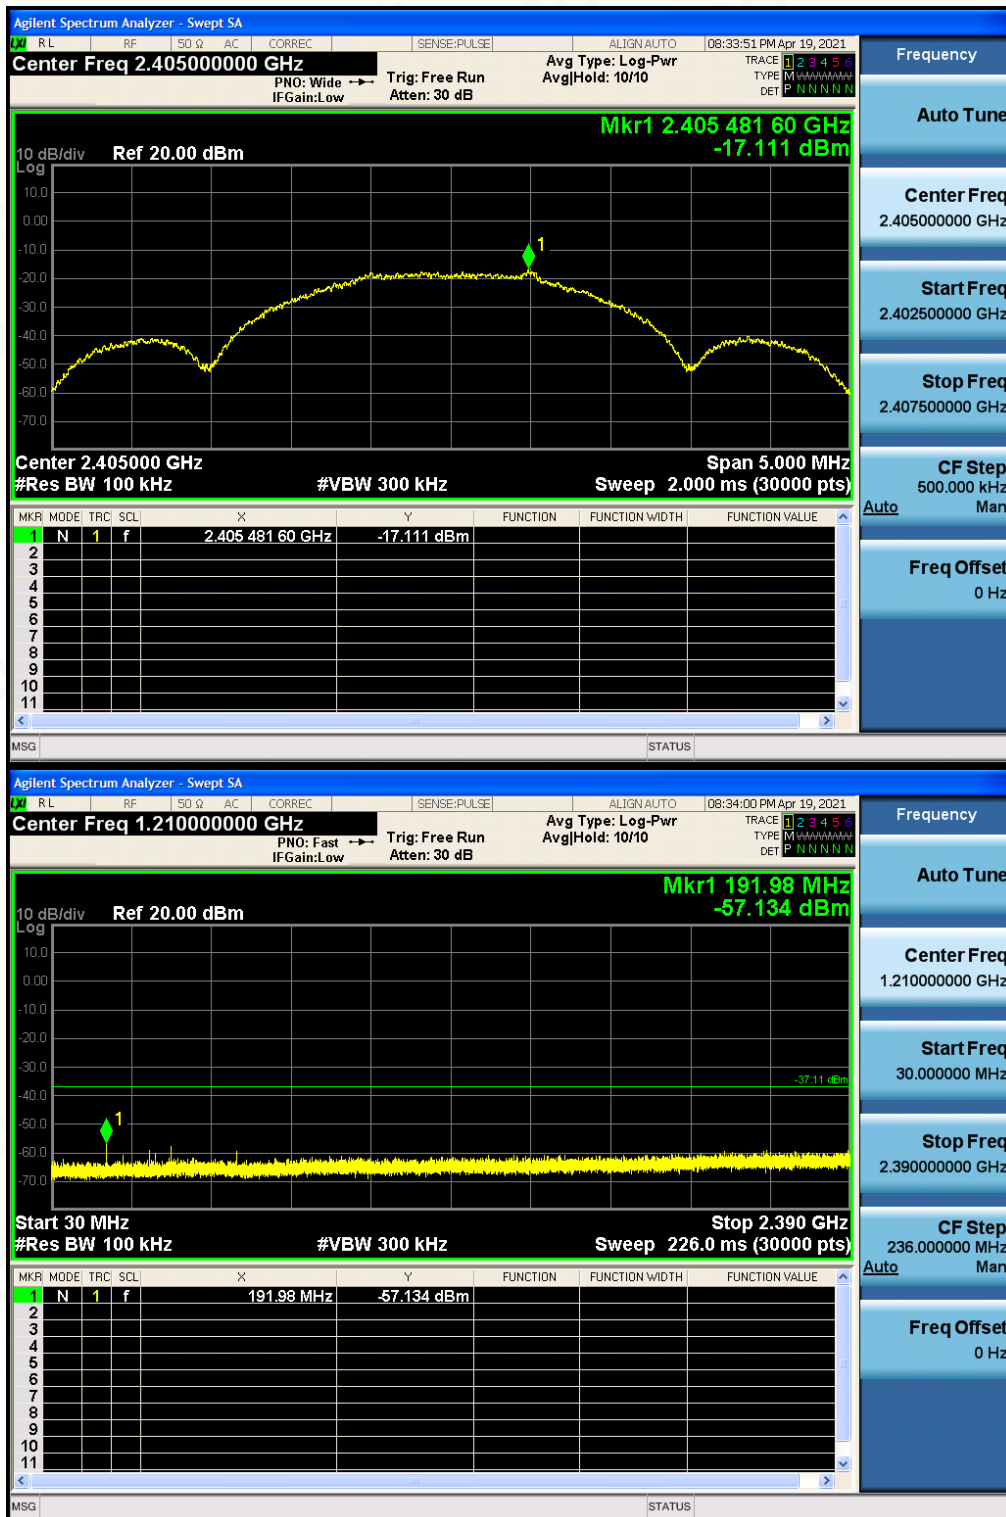 Agilent Spectrum Analyzer - Swept SA
LXI RL RF 50 Ω AC CORREC SENSE:PULSE ALIGN AUTO 08:33:51 PM Apr 19, 2021
Center Freq 2.405000000 GHz
PNO: Wide
IFGain:Low
Trig: Free Run
Atten: 30 dB
Avg Type: Log-Pwr
Avg|Hold: 10/10
TRACE 1 2 3 4 5 6
TYPE M
DET P N N N N N
Mkr1 2.405 481 60 GHz
-17.111 dBm
10 dB/div Ref 20.00 dBm
Log
10.0
0.00
-10.0
-20.0
-30.0
-40.0
-50.0
-60.0
-70.0
1
Center 2.405000 GHz Span 5.000 MHz
#Res BW 100 kHz #VBW 300 kHz Sweep 2.000 ms (30000 pts)
MKR MODE TRC SCL X Y FUNCTION FUNCTION WIDTH FUNCTION VALUE
1 N 1 f 2.405 481 60 GHz -17.111 dBm
2
3
4
5
6
7
8
9
10
11
MSG STATUS
Frequency
Auto Tune
Center Freq
2.405000000 GHz
Start Freq
2.402500000 GHz
Stop Freq
2.407500000 GHz
CF Step
500.000 kHz
Auto Man
Freq Offset
0 Hz
Agilent Spectrum Analyzer - Swept SA
LXI RL RF 50 Ω AC CORREC SENSE:PULSE ALIGN AUTO 08:34:00 PM Apr 19, 2021
Center Freq 1.210000000 GHz
PNO: Fast
IFGain:Low
Trig: Free Run
Atten: 30 dB
Avg Type: Log-Pwr
Avg|Hold: 10/10
TRACE 1 2 3 4 5 6
TYPE M
DET P N N N N N
Mkr1 191.98 MHz
-57.134 dBm
10 dB/div Ref 20.00 dBm
Log
10.0
0.00
-10.0
-20.0
-30.0
-40.0
-50.0
-60.0
-70.0
-37.11 dBm
1
Start 30 MHz Stop 2.390 GHz
#Res BW 100 kHz #VBW 300 kHz Sweep 226.0 ms (30000 pts)
MKR MODE TRC SCL X Y FUNCTION FUNCTION WIDTH FUNCTION VALUE
1 N 1 f 191.98 MHz -57.134 dBm
2
3
4
5
6
7
8
9
10
11
MSG STATUS
Frequency
Auto Tune
Center Freq
1.210000000 GHz
Start Freq
30.000000 MHz
Stop Freq
2.390000000 GHz
CF Step
236.000000 MHz
Auto Man
Freq Offset
0 Hz